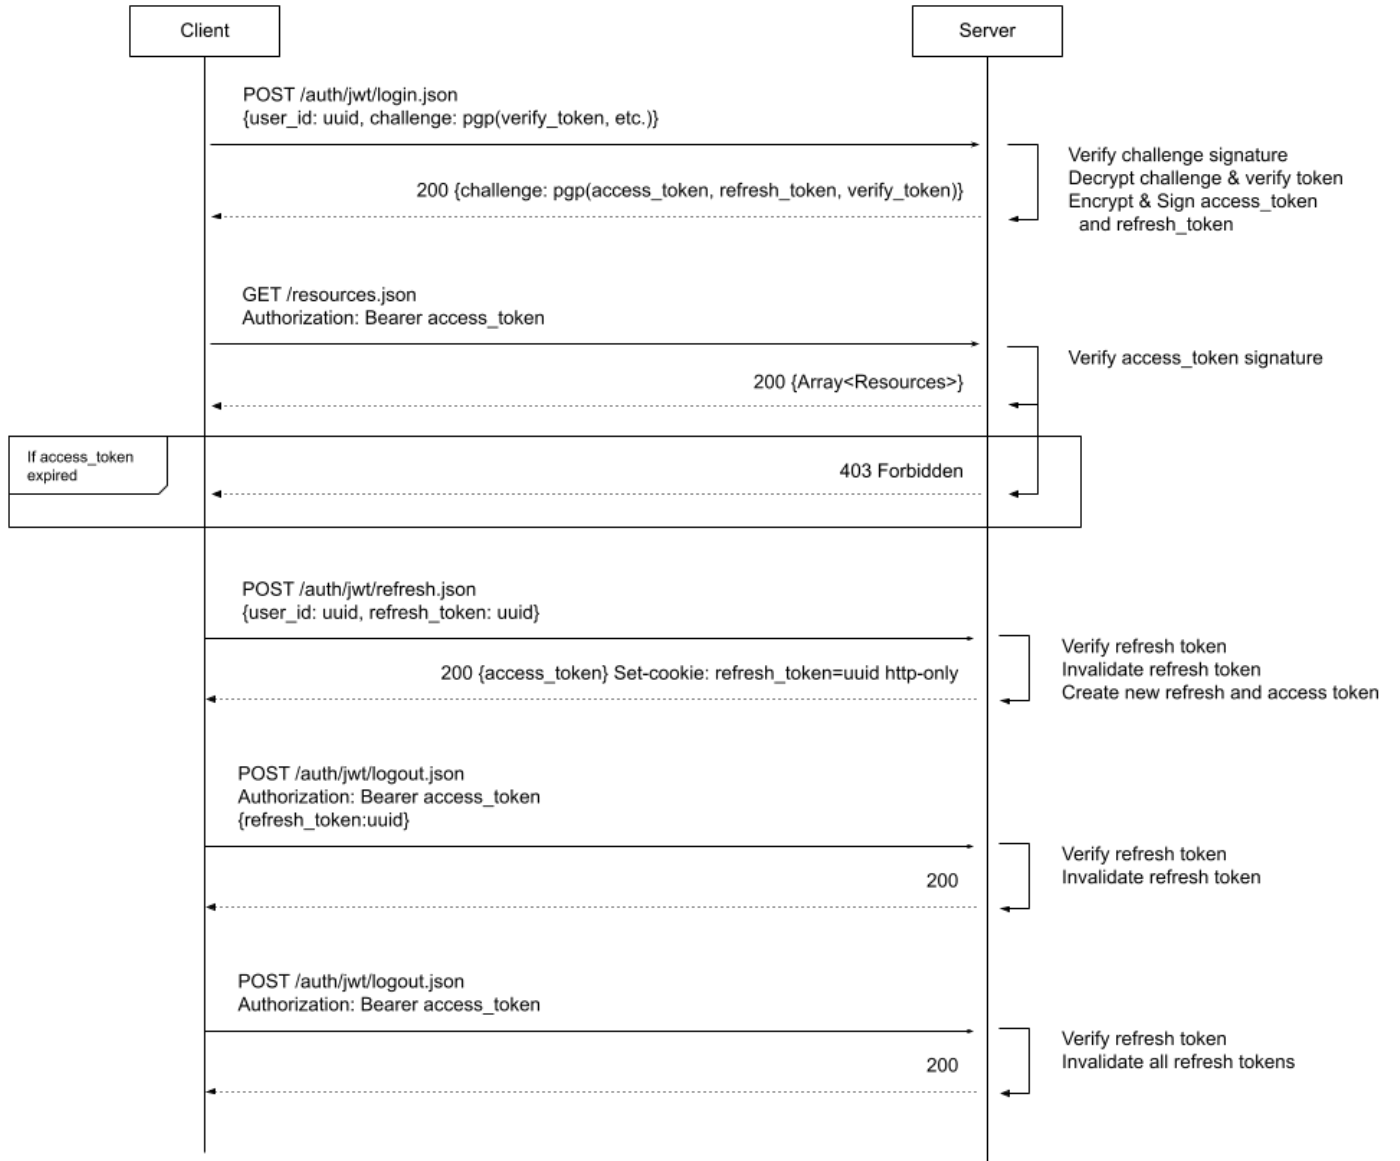 Client
Server
POST /auth/jwt/login.json
{user_id: uuid, challenge: pgp(verify_token, etc.)}
Verify challenge signature
Decrypt challenge & verify token
Encrypt & Sign access_token
and refresh_token
200 {challenge: pgp(access_token, refresh_token, verify_token)}
GET /resources.json
Authorization: Bearer access_token
Verify access_token signature
200 {Array<Resources>}
If access_token
expired
403 Forbidden
POST /auth/jwt/refresh.json
{user_id: uuid, refresh_token: uuid}
Verify refresh token
Invalidate refresh token
Create new refresh and access token
200 {access_token} Set-cookie: refresh_token=uuid http-only
POST /auth/jwt/logout.json
Authorization: Bearer access_token
{refresh_token:uuid}
Verify refresh token
Invalidate refresh token
200
POST /auth/jwt/logout.json
Authorization: Bearer access_token
Verify refresh token
Invalidate all refresh tokens
200